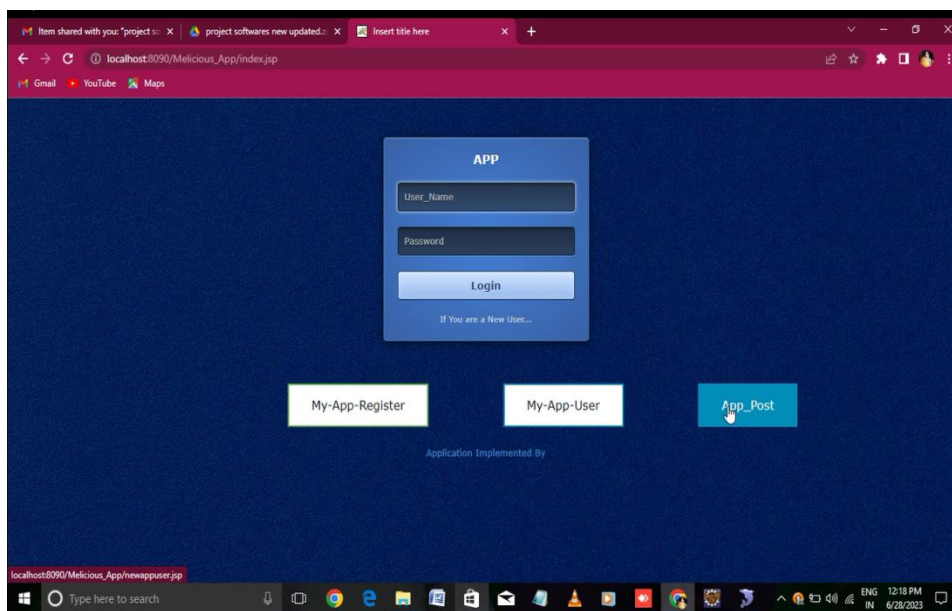 Item shared with you: "project so
project softwares new updated.z
Insert title here
localhost:8090/Melicious_App/index.jsp
Gmail
YouTube
Maps
APP
User_Name
Password
Login
If You are a New User...
My-App-Register
My-App-User
App_Post
Application Implemented By
localhost:8090/Melicious_App/newappuser.jsp
Type here to search
ENG
IN
12:18 PM
6/28/2023